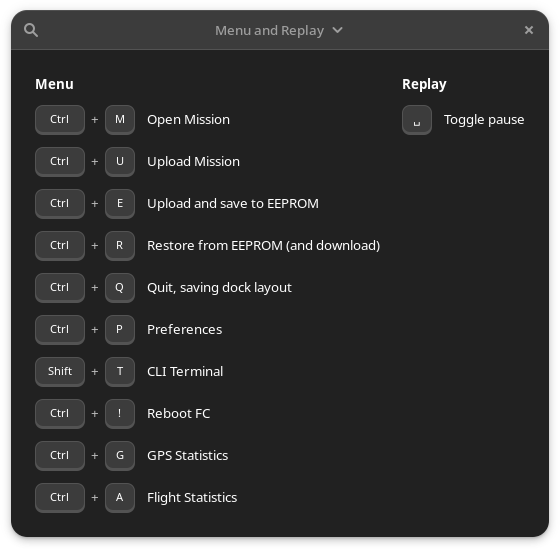 Menu and Replay
Menu
Ctrl + M Open Mission
Ctrl + U Upload Mission
Ctrl + E Upload and save to EEPROM
Ctrl + R Restore from EEPROM (and download)
Ctrl + Q Quit, saving dock layout
Ctrl + P Preferences
Shift + T CLI Terminal
Ctrl + ! Reboot FC
Ctrl + G GPS Statistics
Ctrl + A Flight Statistics
Replay
␣ Toggle pause